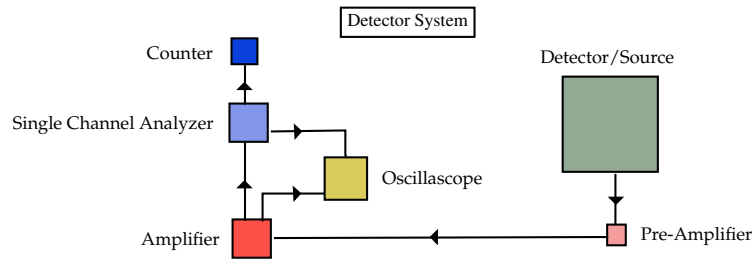 Detector System
Counter
Detector/Source
Single Channel Analyzer
Oscillascope
Amplifier
Pre-Amplifier